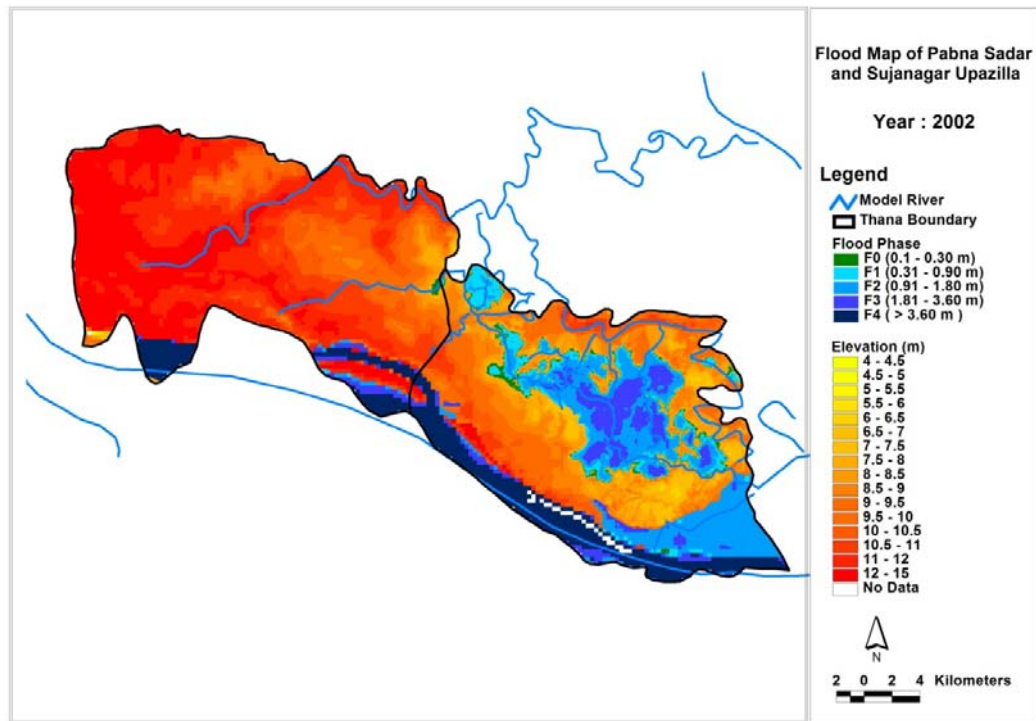 Flood Map of Pabna Sadar
and Sujanagar Upazilla
Year : 2002
Legend
Model River
Thana Boundary
Flood Phase
F0 (0.1 - 0.30 m)
F1 (0.31 - 0.90 m)
F2 (0.91 - 1.80 m)
F3 (1.81 - 3.60 m)
F4 ( > 3.60 m )
Elevation (m)
4 - 4.5
4.5 - 5
5 - 5.5
5.5 - 6
6 - 6.5
6.5 - 7
7 - 7.5
7.5 - 8
8 - 8.5
8.5 - 9
9 - 9.5
9.5 - 10
10 - 10.5
10.5 - 11
11 - 12
12 - 15
No Data
N
2 0 2 4 Kilometers